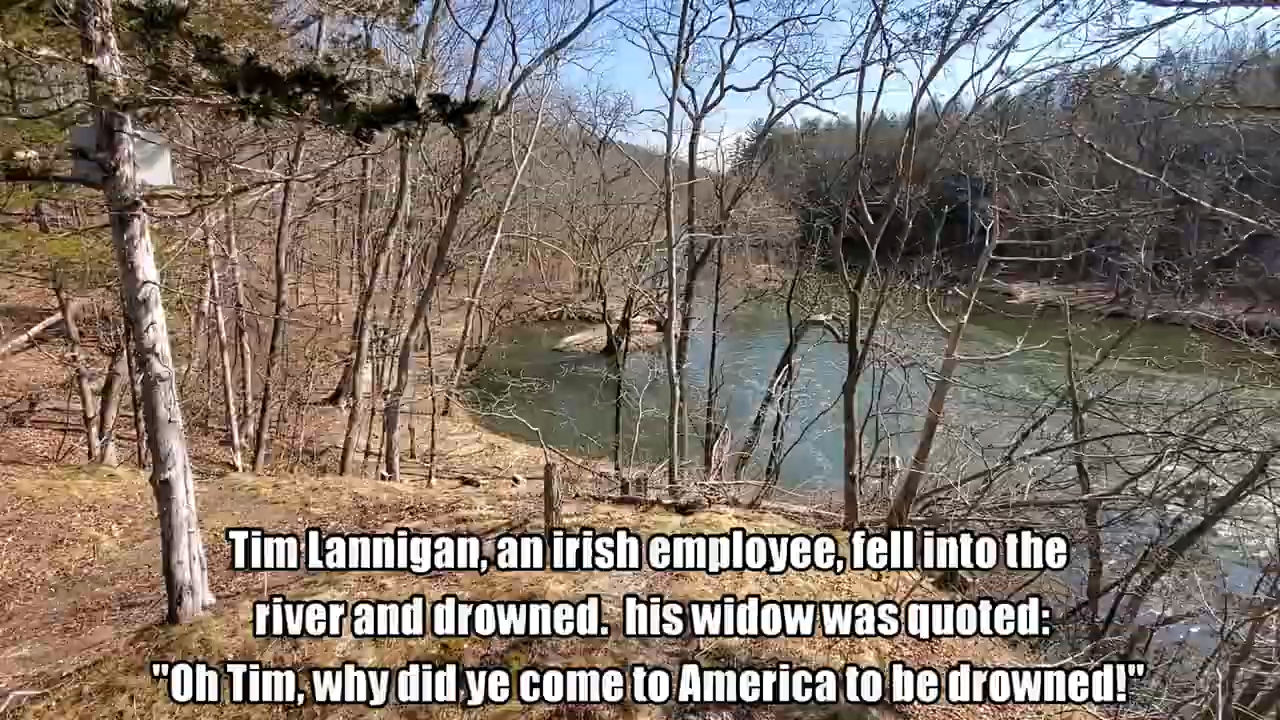 Tim Lannigan, an irish employee, fell into the
river and drowned.  his widow was quoted:
"Oh Tim, why did ye come to America to be drowned!"